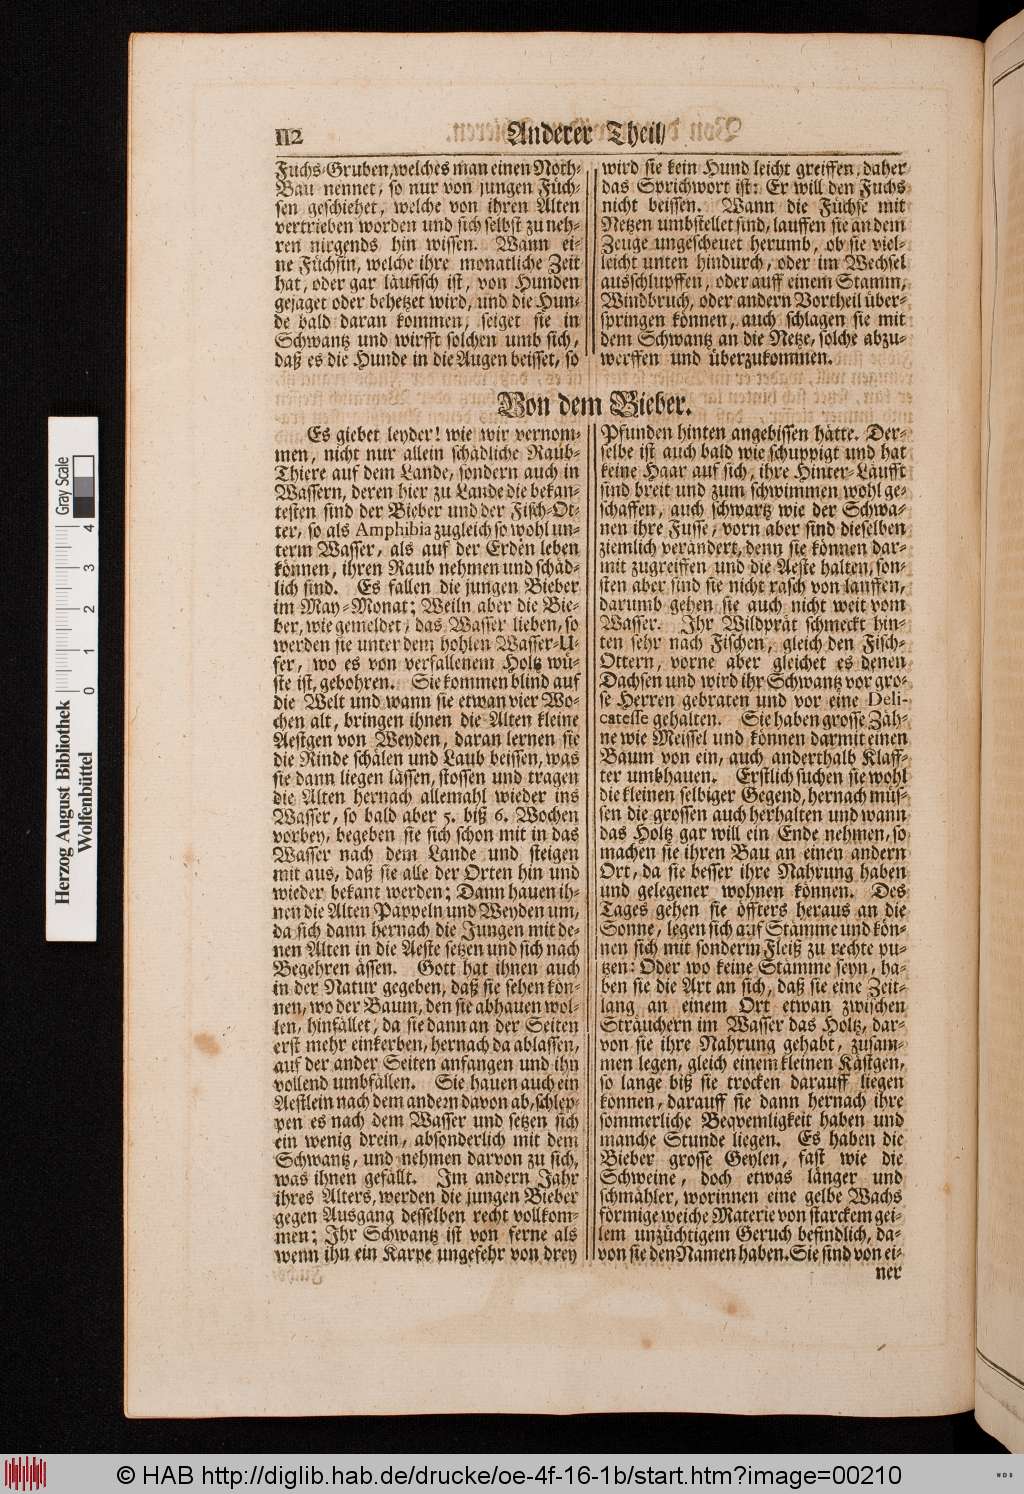 112
Anderer Theil/
Fuchs-Gruben, welches man einen Noth-
Bau nennet, so nur von jungen Füch-
sen geschiehet, welche von ihren Alten
vertrieben worden und sich selbst zu neh-
ren nirgends hin wissen. Wann ei-
ne Füchsin, welche ihre monatliche Zeit
hat, oder gar läufisch ist, von Hunden
gejaget oder behetzet wird, und die Hun-
de bald daran kommen, seiget sie in
Schwantz und wirfft solchen umb sich,
daß es die Hunde in die Augen beisset, so
wird sie kein Hund leicht greiffen, daher
das Sprichwort ist: Er will den Fuchs
nicht beissen. Wann die Füchse mit
Netzen umbstellet sind, lauffen sie an dem
Zeuge ungescheuet herumb, ob sie viel-
leicht unten hindurch, oder im Wechsel
ausschlupffen, oder auff einem Stamm,
Windbruch, oder andern Vortheil über-
springen können, auch schlagen sie mit
dem Schwantz an die Netze, solche abzu-
werffen und überzukommen.
Von dem Bieber.
Es giebet leyder! wie wir vernom-
men, nicht nur allein schädliche Raub-
Thiere auf dem Lande, sondern auch in
Wassern, deren hier zu Lande die bekan-
testen sind der Bieber und der Fisch-Ot-
ter, so als Amphibia zugleich so wohl un-
term Wasser, als auf der Erden leben
können, ihren Raub nehmen und schäd-
lich sind. Es fallen die jungen Bieber
im May-Monat; Weiln aber die Bie-
ber, wie gemeldet, das Wasser lieben, so
werden sie unter dem hohlen Wasser-U-
fer, wo es von verfallenem Holtz wü-
ste ist, gebohren. Sie kommen blind auf
die Welt und wann sie etwan vier Wo-
chen alt, bringen ihnen die Alten kleine
Aestgen von Weyden, daran lernen sie
die Rinde schälen und Laub beissen, was
sie dann liegen lassen, stossen und tragen
die Alten hernach allemahl wieder ins
Wasser, so bald aber 5. biß 6. Wochen
vorbey, begeben sie sich schon mit in das
Wasser nach dem Lande und steigen
mit aus, daß sie alle der Orten hin und
wieder bekant werden; Dann hauen ih-
nen die Alten Pappeln und Weyden um,
da sich dann hernach die Jungen mit de-
nen Alten in die Aeste setzen und sich nach
Begehren ässen. Gott hat ihnen auch
in der Natur gegeben, daß sie sehen kön-
nen, wo der Baum, den sie abhauen wol-
len, hinfället, da sie dann an der Seiten
erst mehr einkerben, hernach da ablassen,
auf der ander Seiten anfangen und ihn
vollend umbfällen. Sie hauen auch ein
Aestlein nach dem andern davon ab, schlep-
pen es nach dem Wasser und setzen sich
ein wenig drein, absonderlich mit dem
Schwantz, und nehmen darvon zu sich,
was ihnen gefällt. Im andern Jahr
ihres Alters, werden die jungen Bieber
gegen Ausgang desselben recht vollkom-
men; Ihr Schwantz ist von ferne als
wenn ihn ein Karpe ungefehr von drey
Pfunden hinten angebissen hätte. Der-
selbe ist auch bald wie schuppigt und hat
keine Haar auf sich, ihre Hinter-Läufft
sind breit und zum schwimmen wohl ge-
schaffen, auch schwartz wie der Schwa-
nen ihre Füsse, vorn aber sind dieselben
ziemlich verändert, denn sie können dar-
mit zugreiffen und die Aeste halten, son-
sten aber sind sie nicht rasch von lauffen,
darumb gehen sie auch nicht weit vom
Wasser. Ihr Wildprät schmeckt hin-
ten sehr nach Fischen, gleich den Fisch-
Ottern, vorne aber gleichet es denen
Dachsen und wird ihr Schwantz vor gro-
se Herren gebraten und vor eine Deli-
catesse gehalten. Sie haben grosse Zäh-
ne wie Meissel und können darmit einen
Baum von ein, auch anderthalb Klaff-
ter umbhauen. Erstlich suchen sie wohl
die kleinen selbiger Gegend, hernach müs-
sen die grossen auch herhalten und wann
das Holtz gar will ein Ende nehmen, so
machen sie ihren Bau an einen andern
Ort, da sie besser ihre Nahrung haben
und gelegener wohnen können. Des
Tages gehen sie öffters heraus an die
Sonne, legen sich auf Stämme und kön-
nen sich mit sonderm Fleiß zu rechte pu-
tzen: Oder wo keine Stämme seyn, ha-
ben sie die Art an sich, daß sie eine Zeit-
lang an einem Ort etwan zwischen
Sträuchern im Wasser das Holtz, dar-
von sie ihre Nahrung gehabt, zusam-
men legen, gleich einem kleinen Kästgen,
so lange biß sie trocken darauff liegen
können, darauff sie dann hernach ihre
sommerliche Beqvemligkeit haben und
manche Stunde liegen. Es haben die
Bieber grosse Geylen, fast wie die
Schweine, doch etwas länger und
schmähler, worinnen eine gelbe Wachs
förmige weiche Materie von starckem gei-
lem unzüchtigem Geruch befindlich, da-
von sie den Namen haben. Sie sind von ei-
ner
Herzog August Bibliothek
Wolfenbüttel
0 1 2 3 4
Gray Scale
© HAB http://diglib.hab.de/drucke/oe-4f-16-1b/start.htm?image=00210